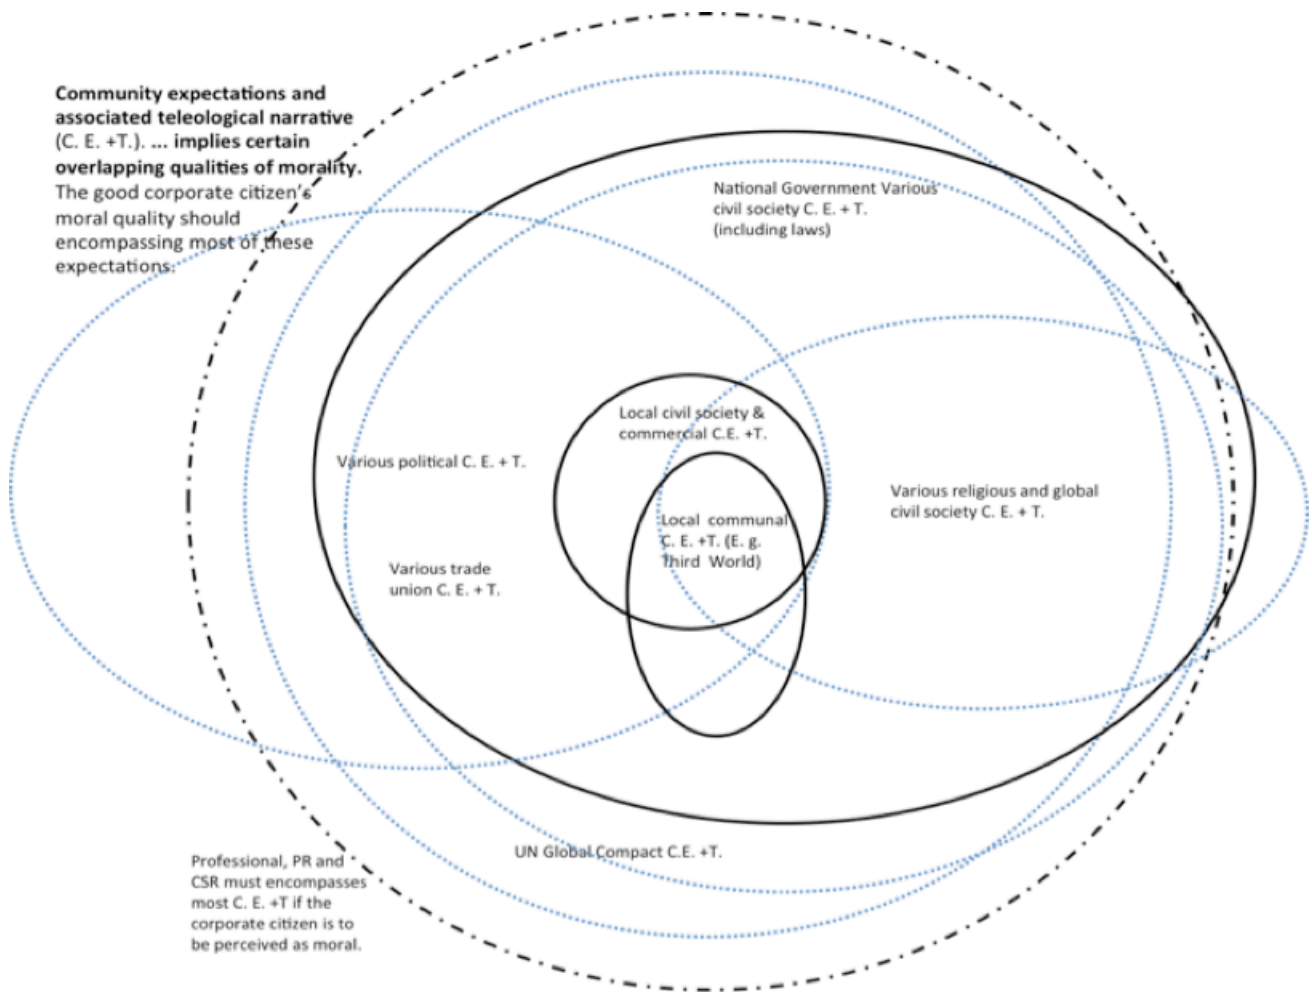 Community expectations and
associated teleological narrative
(C. E. +T.). ... implies certain
overlapping qualities of morality.
The good corporate citizen's
moral quality should
encompassing most of these
expectations.
National Government Various
civil society C. E. + T.
(including laws)
Local civil society &
commercial C.E. +T.
Various political C. E. + T.
Various religious and global
civil society C. E. + T.
Local communal
C. E. +T. (E. g.
Third World)
Various trade
union C. E. + T.
UN Global Compact C.E. +T.
Professional, PR and
CSR must encompasses
most C. E. +T if the
corporate citizen is to
be perceived as moral.